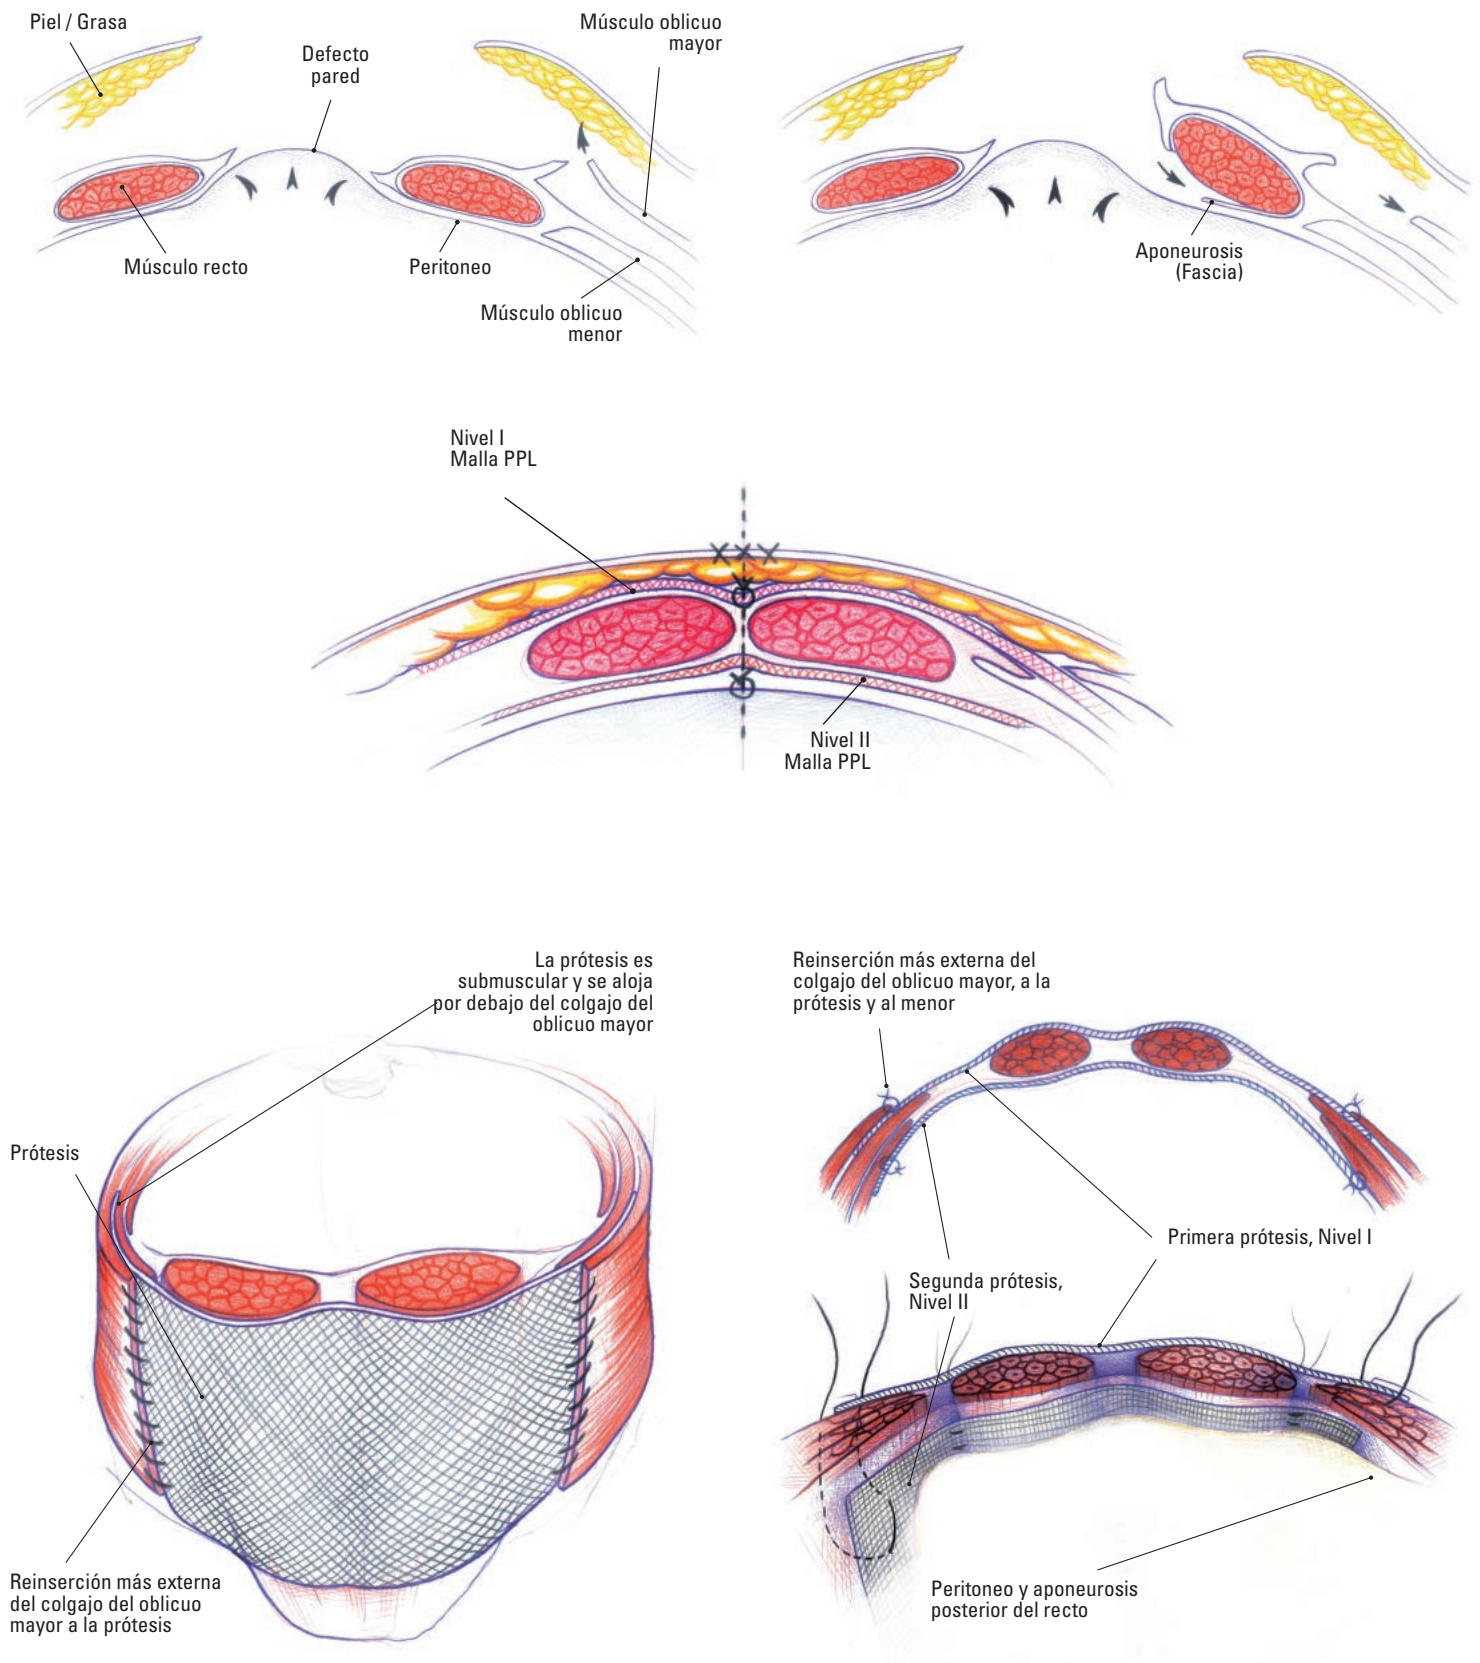 Piel / Grasa
Defecto
pared
Músculo oblicuo
mayor
Músculo recto
Peritoneo
Músculo oblicuo
menor
Aponeurosis
(Fascia)
Nivel I
Malla PPL
Nivel II
Malla PPL
La prótesis es
submuscular y se aloja
por debajo del colgajo del
oblicuo mayor
Prótesis
Reinserción más externa
del colgajo del oblicuo
mayor a la prótesis
Reinserción más externa del
colgajo del oblicuo mayor, a la
prótesis y al menor
Primera prótesis, Nivel I
Segunda prótesis,
Nivel II
Peritoneo y aponeurosis
posterior del recto